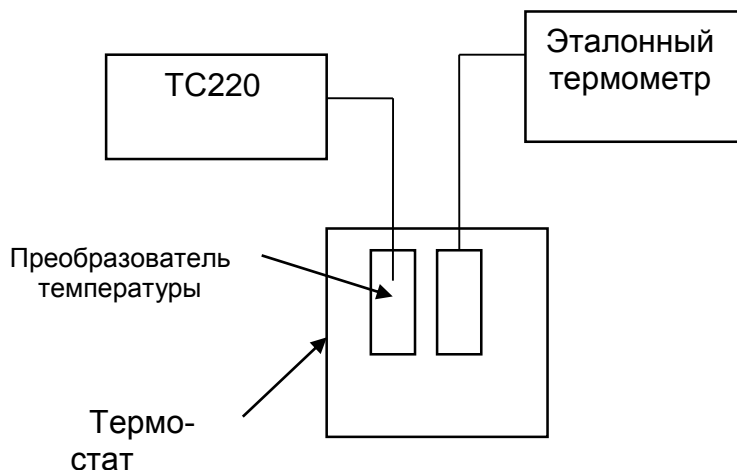 ТС220
Эталонный
термометр
Преобразователь
температуры
Термо-
стат